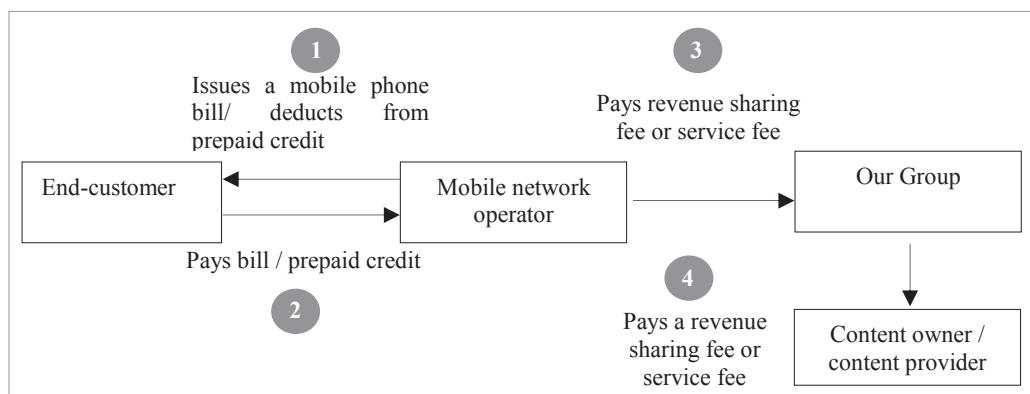 1
Issues a mobile phone
bill/ deducts from
prepaid credit
3
Pays revenue sharing
fee or service fee
End-customer
Mobile network
operator
Our Group
Pays bill / prepaid credit
2
4
Pays a revenue
sharing fee or
service fee
Content owner /
content provider